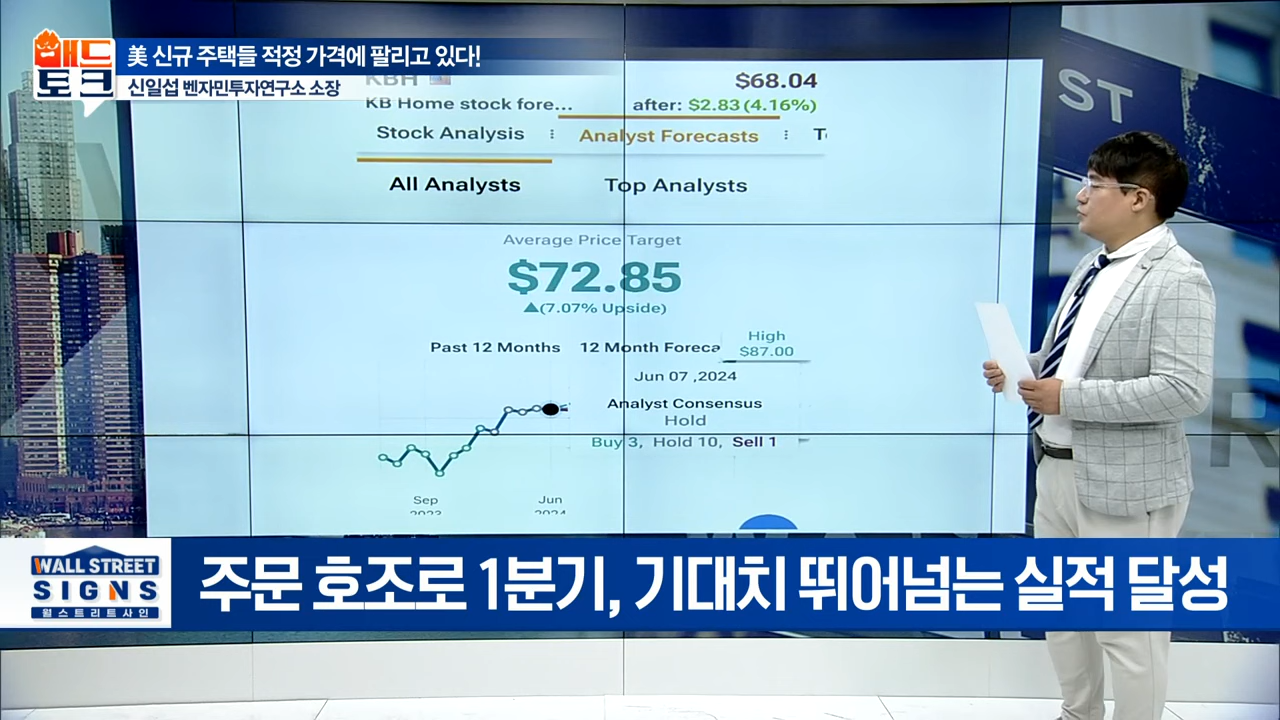 매드토크
美 신규 주택들 적정 가격에 팔리고 있다!
신일섭 벤자민투자연구소 소장
KBH
$68.04
KB Home stock fore... after: $2.83(4.16%)
Stock Analysis Analyst Forecasts
All Analysts Top Analysts
Average Price Target
$72.85
▲(7.07% Upside)
Past 12 Months 12 Month Foreca
High
$87.00
Jun 07 ,2024
Analyst Consensus
Hold
Buy 3, Hold 10, Sell 1
Sep 2023
Jun 2024
ST
WALL STREET
SIGNS
월스트리트사인
주문 호조로 1분기, 기대치 뛰어넘는 실적 달성